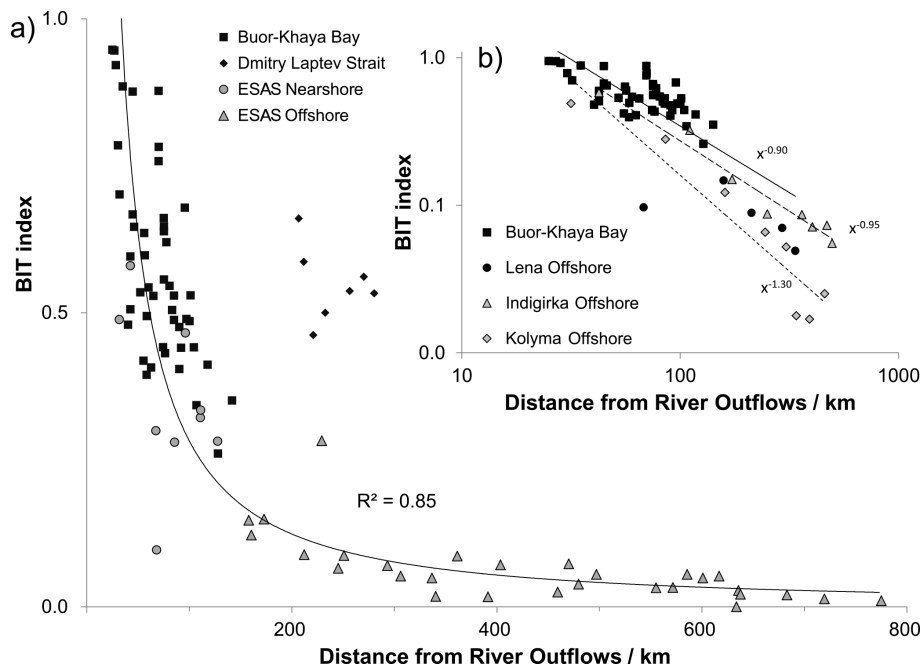 a)
1.0
0.5
0.0
BIT index
Buor-Khaya Bay
Dmitry Laptev Strait
ESAS Nearshore
ESAS Offshore
R² = 0.85
200
400
600
800
Distance from River Outflows / km
b)
1.0
0.1
0.0
BIT index
x^-0.90
x^-0.95
x^-1.30
Buor-Khaya Bay
Lena Offshore
Indigirka Offshore
Kolyma Offshore
10
100
1000
Distance from River Outflows / km